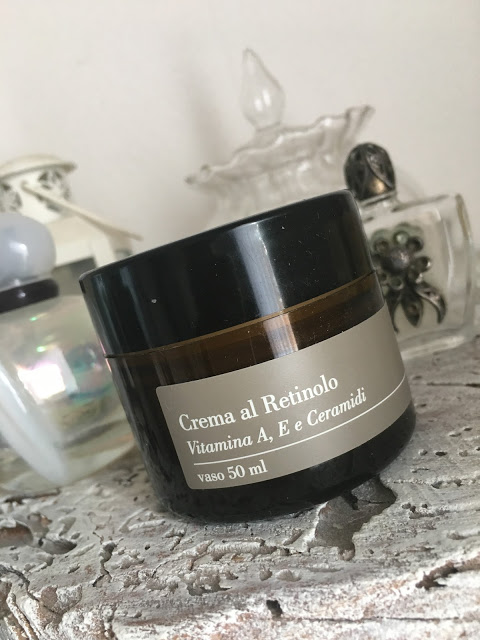 Crema al Retinolo
Vitamina A, E e Ceramidi
vaso 50 ml